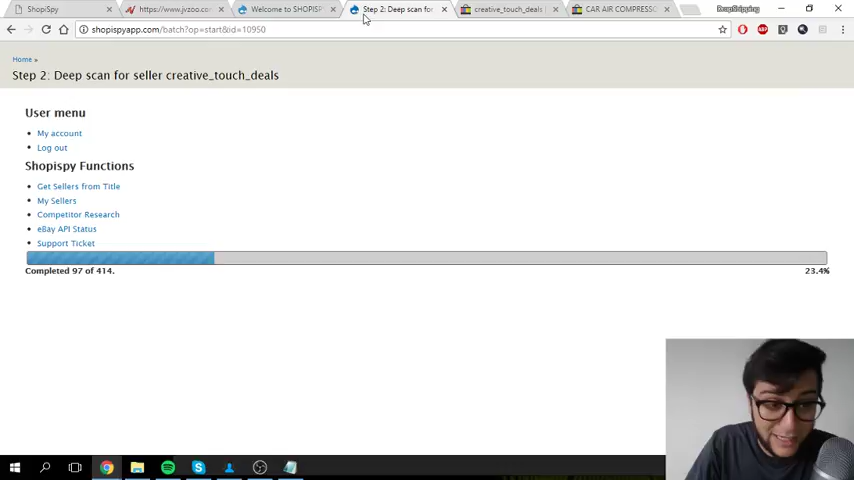 ShopiSpy
https://www.jvzoo.co
Welcome to SHOPISP
Step 2: Deep scan for
creative_touch_deals
CAR AIR COMPRESSO
DropShipping
shopispyapp.com/batch?op=start&id=10950
Home »
Step 2: Deep scan for seller creative_touch_deals
User menu
My account
Log out
Shopispy Functions
Get Sellers from Title
My Sellers
Competitor Research
eBay API Status
Support Ticket
Completed 97 of 414.
23.4%